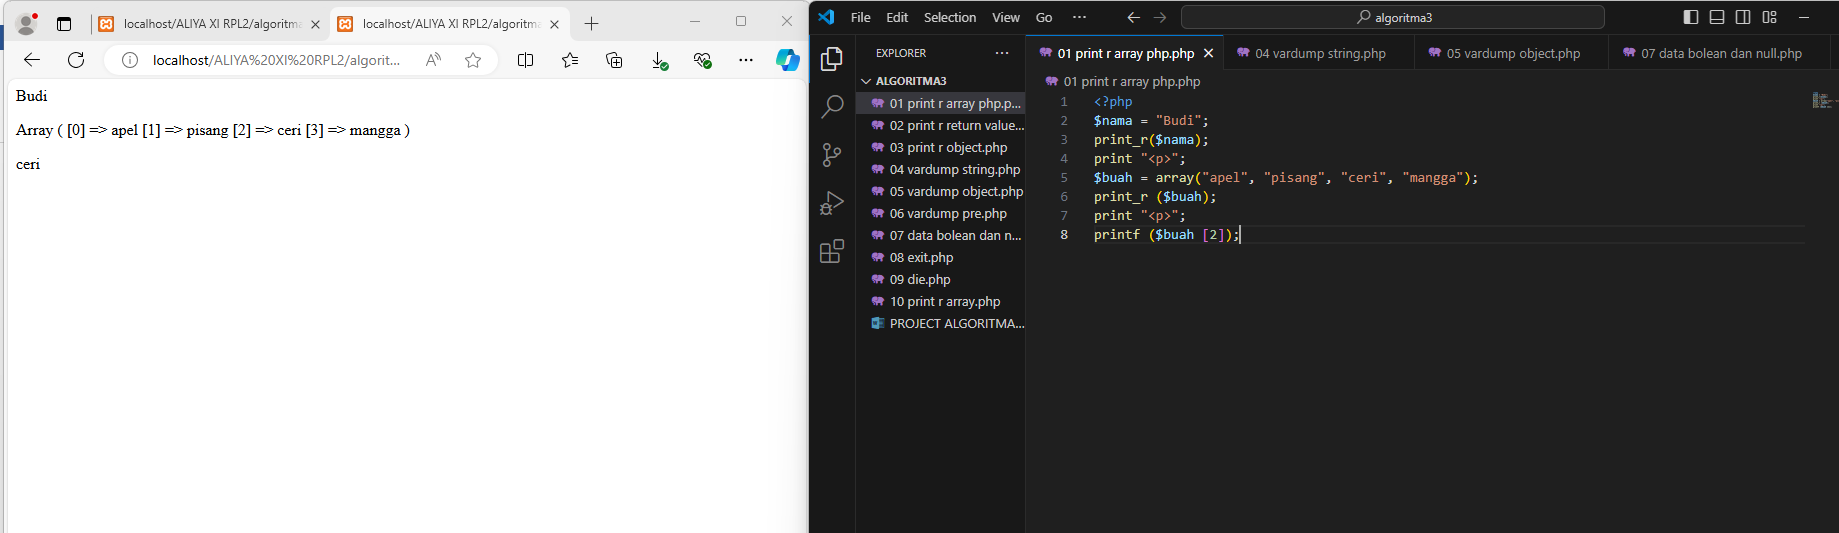 localhost/ALIYA XI RPL2/algoritma
localhost/ALIYA XI RPL2/algoritma
localhost/ALIYA%20XI%20RPL2/algorit...
Budi
Array ( [0] => apel [1] => pisang [2] => ceri [3] => mangga )
ceri
File Edit Selection View Go ···
algoritma3
EXPLORER ···
ALGORITMA3
01 print r array php.p...
02 print r return value...
03 print r object.php
04 vardump string.php
05 vardump object.php
06 vardump pre.php
07 data bolean dan n...
08 exit.php
09 die.php
10 print r array.php
PROJECT ALGORITMA...
01 print r array php.php
04 vardump string.php
05 vardump object.php
07 data bolean dan null.php
01 print r array php.php
1 <?php
2 $nama = "Budi";
3 print_r($nama);
4 print "<p>";
5 $buah = array("apel", "pisang", "ceri", "mangga");
6 print_r ($buah);
7 print "<p>";
8 printf ($buah [2]);